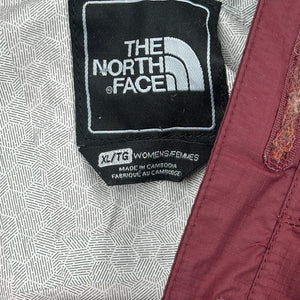 THE
NORTH
FACE
®
XL/TG WOMENS/FEMMES
MADE IN CAMBODIA
FABRIQUÉ AU CAMBODGE